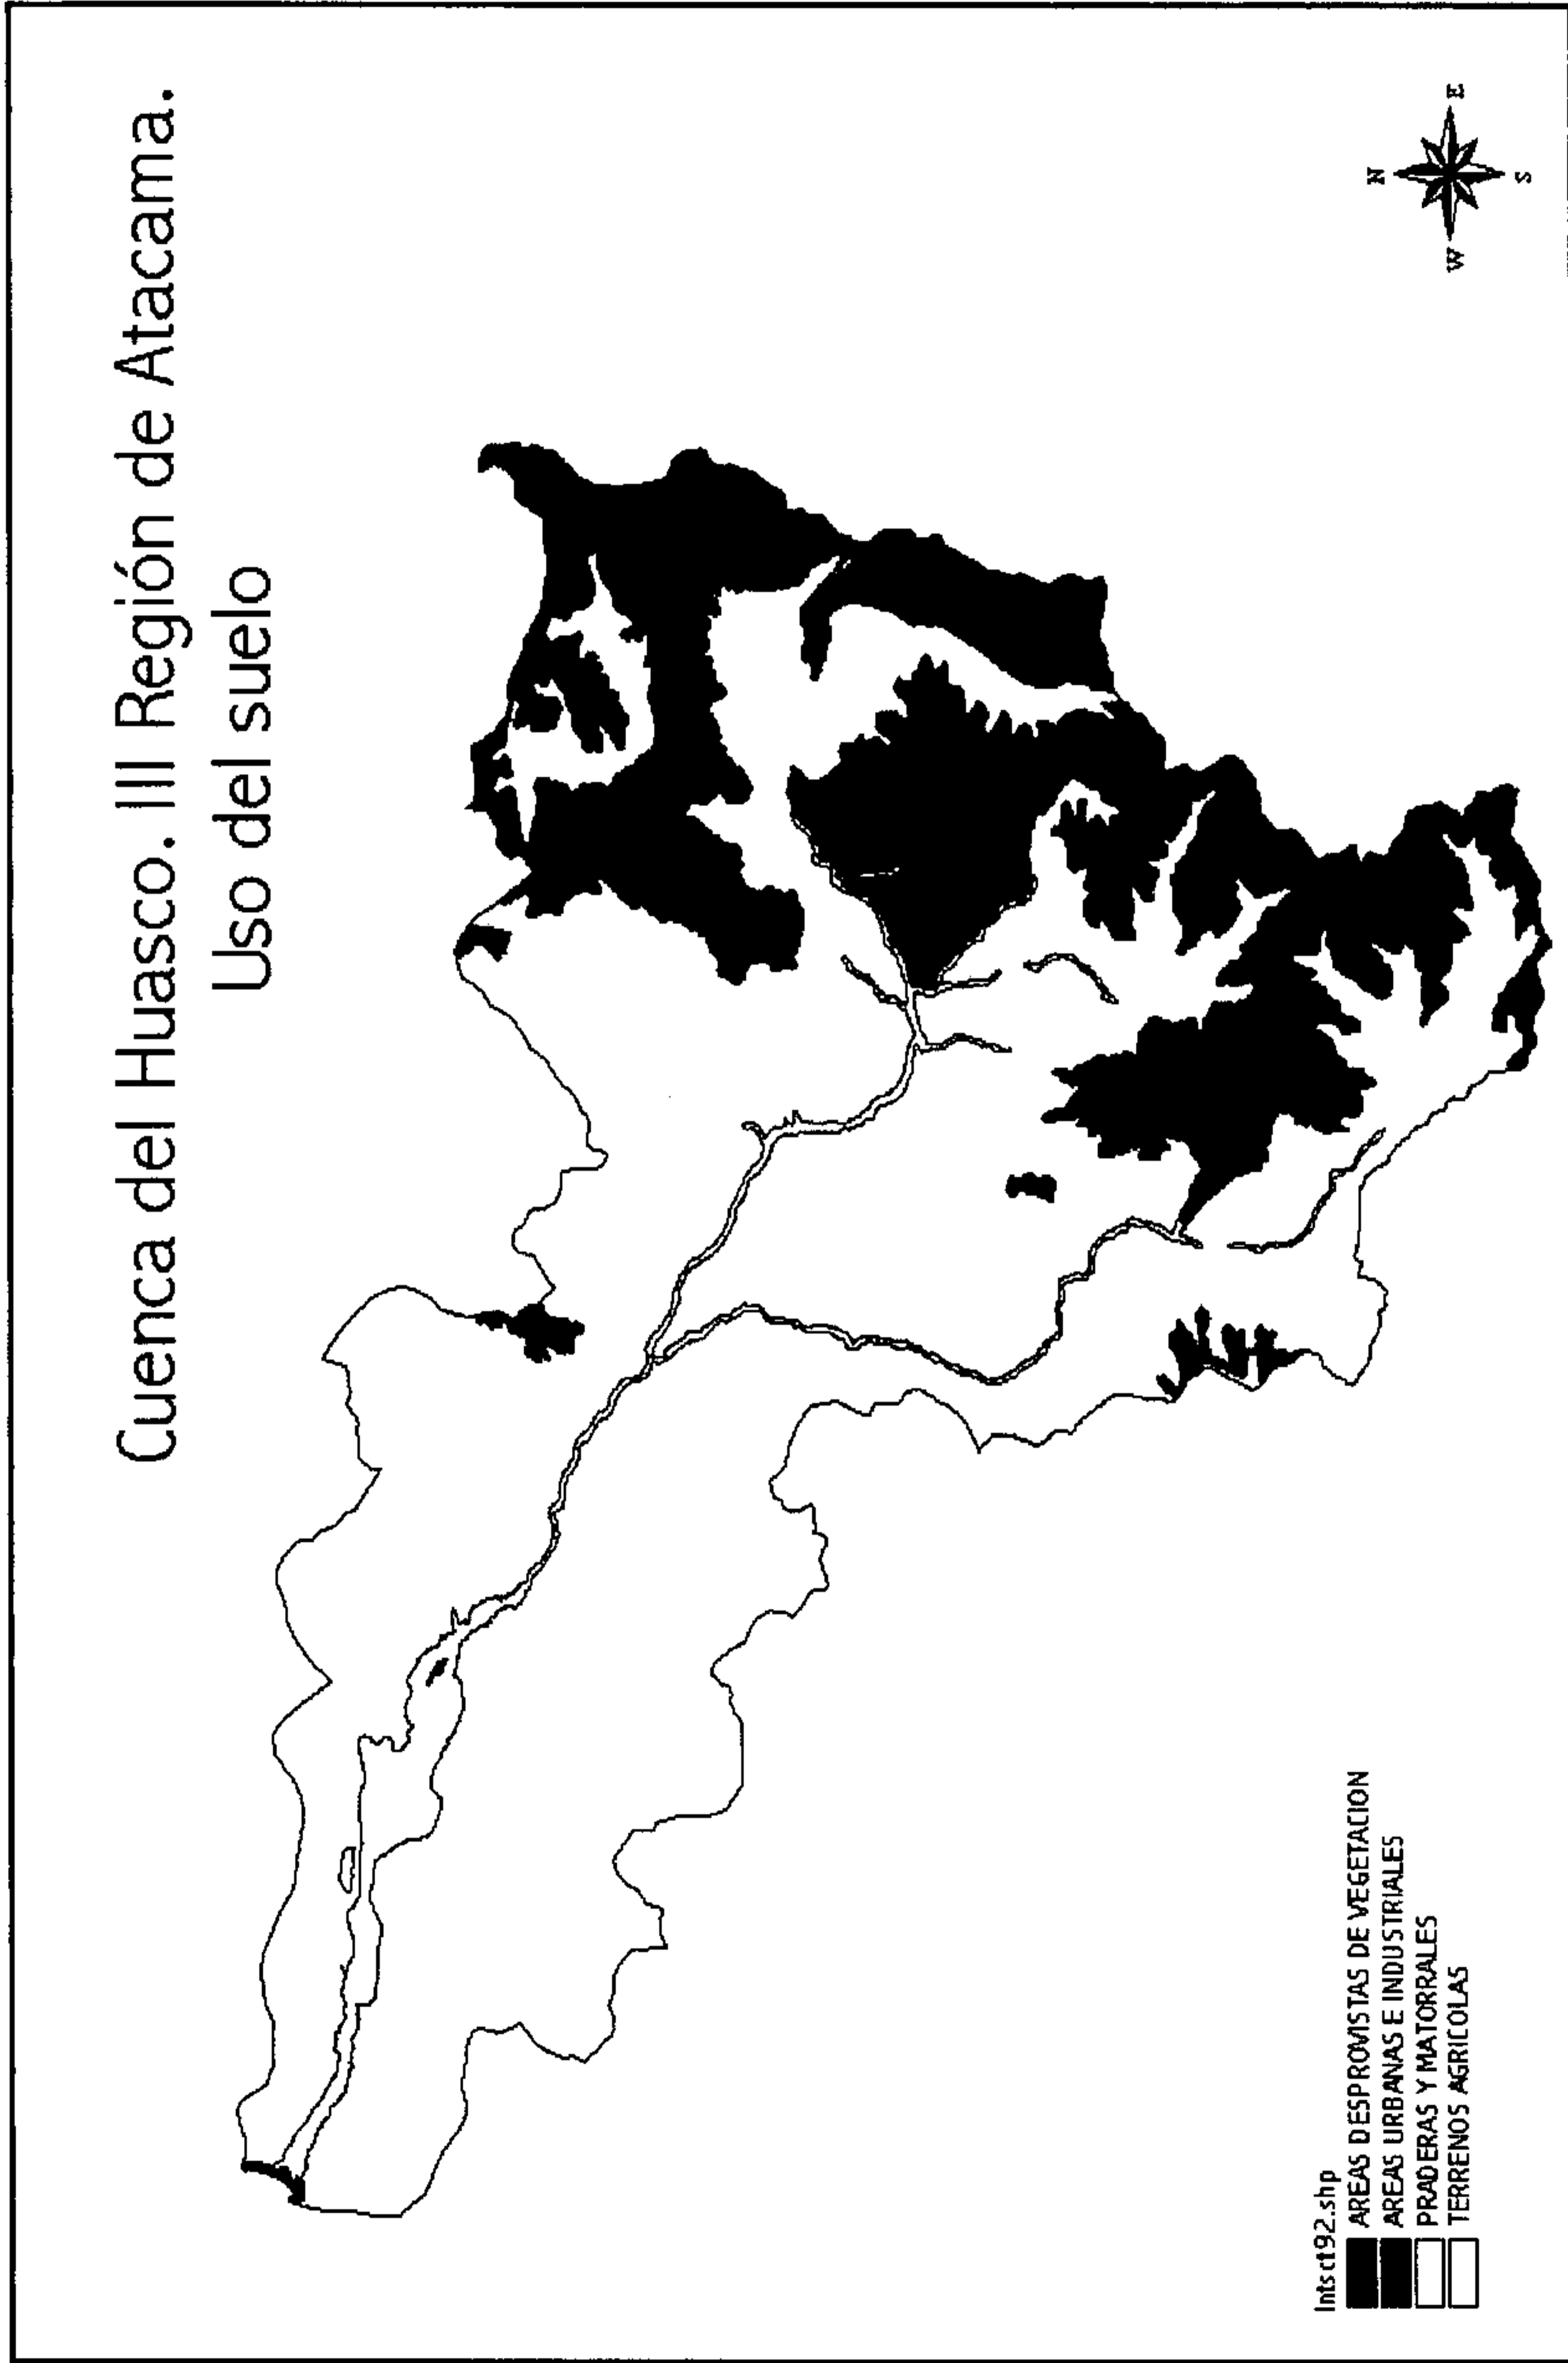 Cuenca del Huasco. III Región de Atacama.
Uso del suelo
N
W E
S
Intsct92.shp
AREAS DESPROVISTAS DE VEGETACION
AREAS URBANAS E INDUSTRIALES
PRADERAS Y MATORRALES
TERRENOS AGRICOLAS